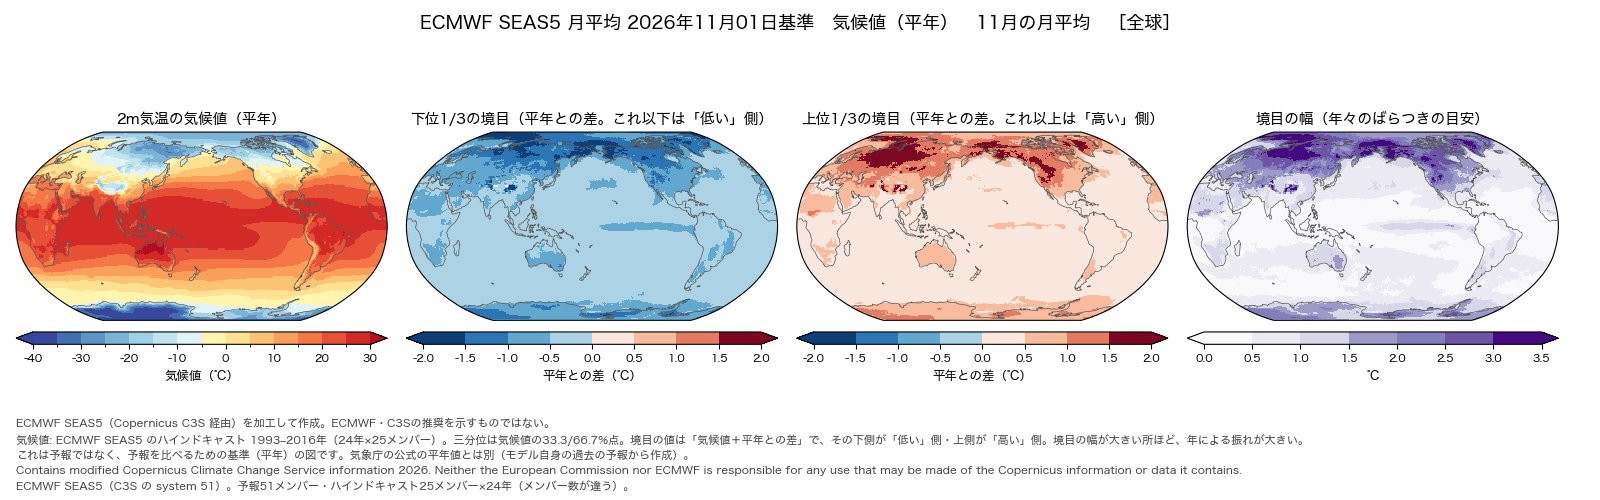 ECMWF SEAS5 月平均 2026年11月01日基準　気候値（平年）　11月の月平均　［全球］
2m気温の気候値（平年）
下位1/3の境目（平年との差。これ以下は「低い」側）
上位1/3の境目（平年との差。これ以上は「高い」側）
境目の幅（年々のばらつきの目安）
-40 -30 -20 -10 0 10 20 30
-2.0 -1.5 -1.0 -0.5 0.0 0.5 1.0 1.5 2.0
-2.0 -1.5 -1.0 -0.5 0.0 0.5 1.0 1.5 2.0
0.0 0.5 1.0 1.5 2.0 2.5 3.0 3.5
気候値（℃）
平年との差（℃）
平年との差（℃）
℃
ECMWF SEAS5（Copernicus C3S 経由）を加工して作成。ECMWF・C3Sの推奨を示すものではない。
気候値: ECMWF SEAS5 のハインドキャスト 1993–2016年（24年×25メンバー）。三分位は気候値の33.3/66.7%点。境目の値は「気候値＋平年との差」で、その下側が「低い」側・上側が「高い」側。境目の幅が大きい所ほど、年による振れが大きい。
これは予報ではなく、予報を比べるための基準（平年）の図です。気象庁の公式の平年値とは別（モデル自身の過去の予報から作成）。
Contains modified Copernicus Climate Change Service information 2026. Neither the European Commission nor ECMWF is responsible for any use that may be made of the Copernicus information or data it contains.
ECMWF SEAS5（C3S の system 51）。予報51メンバー・ハインドキャスト25メンバー×24年（メンバー数が違う）。